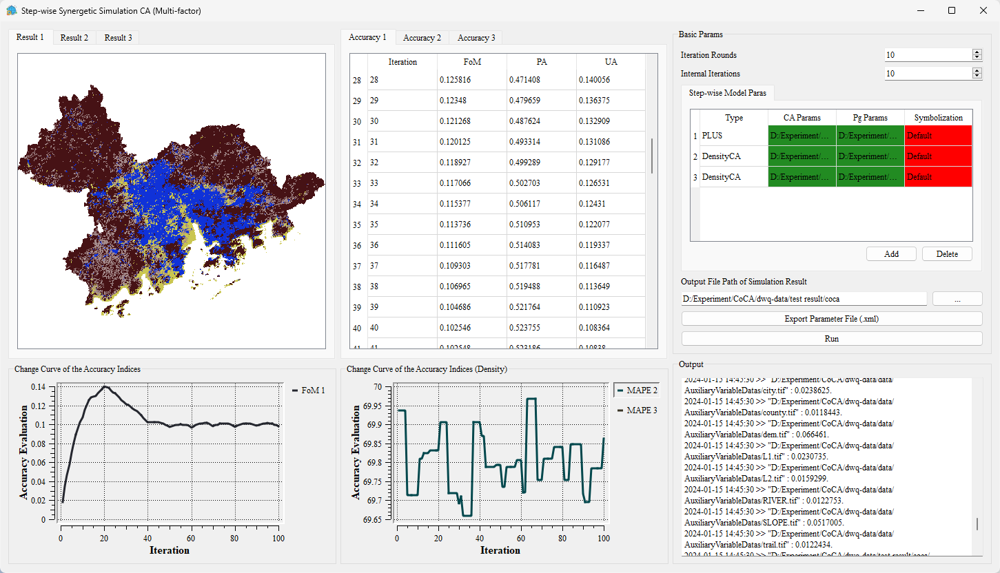 Step-wise Synergetic Simulation CA (Multi-factor)
Result 1 Result 2 Result 3
Accuracy 1 Accuracy 2 Accuracy 3
Iteration FoM PA UA
28 28 0.125816 0.471408 0.140056
29 29 0.12348 0.479659 0.136375
30 30 0.121268 0.487624 0.132909
31 31 0.120125 0.493314 0.131086
32 32 0.118927 0.499289 0.129177
33 33 0.117066 0.502703 0.126531
34 34 0.115377 0.506117 0.12431
35 35 0.113736 0.510953 0.122077
36 36 0.111605 0.514083 0.119337
37 37 0.109303 0.517781 0.116487
38 38 0.106965 0.519488 0.113649
39 39 0.104686 0.521764 0.110923
40 40 0.102546 0.523755 0.108364
41 41 0.102548 0.523186 0.10838
Basic Params
Iteration Rounds 10
Internal Iterations 10
Step-wise Model Paras
Type CA Params Pg Params Symbolization
1 PLUS D:/Experiment/... D:/Experiment/... Default
2 DensityCA D:/Experiment/... D:/Experiment/... Default
3 DensityCA D:/Experiment/... D:/Experiment/... Default
Add Delete
Output File Path of Simulation Result
D:/Experiment/CoCA/dwq-data/test result/coca ...
Export Parameter File (.xml)
Run
Change Curve of the Accuracy Indices
Accuracy Evaluation
0.14
0.12
0.1
0.08
0.06
0.04
0.02
0
0 20 40 60 80 100
Iteration
FoM 1
Change Curve of the Accuracy Indices (Density)
Accuracy Evaluation
70
69.95
69.9
69.85
69.8
69.75
69.7
69.65
0 20 40 60 80 100
Iteration
MAPE 2
MAPE 3
Output
2024-01-15 14:45:30 >> "D:/Experiment/CoCA/dwq-data/data/
AuxiliaryVariableDatas/city.tif" : 0.0238625.
2024-01-15 14:45:30 >> "D:/Experiment/CoCA/dwq-data/data/
AuxiliaryVariableDatas/county.tif" : 0.0118443.
2024-01-15 14:45:30 >> "D:/Experiment/CoCA/dwq-data/data/
AuxiliaryVariableDatas/dem.tif" : 0.066461.
2024-01-15 14:45:30 >> "D:/Experiment/CoCA/dwq-data/data/
AuxiliaryVariableDatas/L1.tif" : 0.0230735.
2024-01-15 14:45:30 >> "D:/Experiment/CoCA/dwq-data/data/
AuxiliaryVariableDatas/L2.tif" : 0.0159299.
2024-01-15 14:45:30 >> "D:/Experiment/CoCA/dwq-data/data/
AuxiliaryVariableDatas/RIVER.tif" : 0.0122753.
2024-01-15 14:45:30 >> "D:/Experiment/CoCA/dwq-data/data/
AuxiliaryVariableDatas/SLOPE.tif" : 0.0517005.
2024-01-15 14:45:30 >> "D:/Experiment/CoCA/dwq-data/data/
AuxiliaryVariableDatas/trail.tif" : 0.0122434.
2024-01-15 14:45:30 >> "D:/Experiment/CoCA/dwq-data/test result/coca/